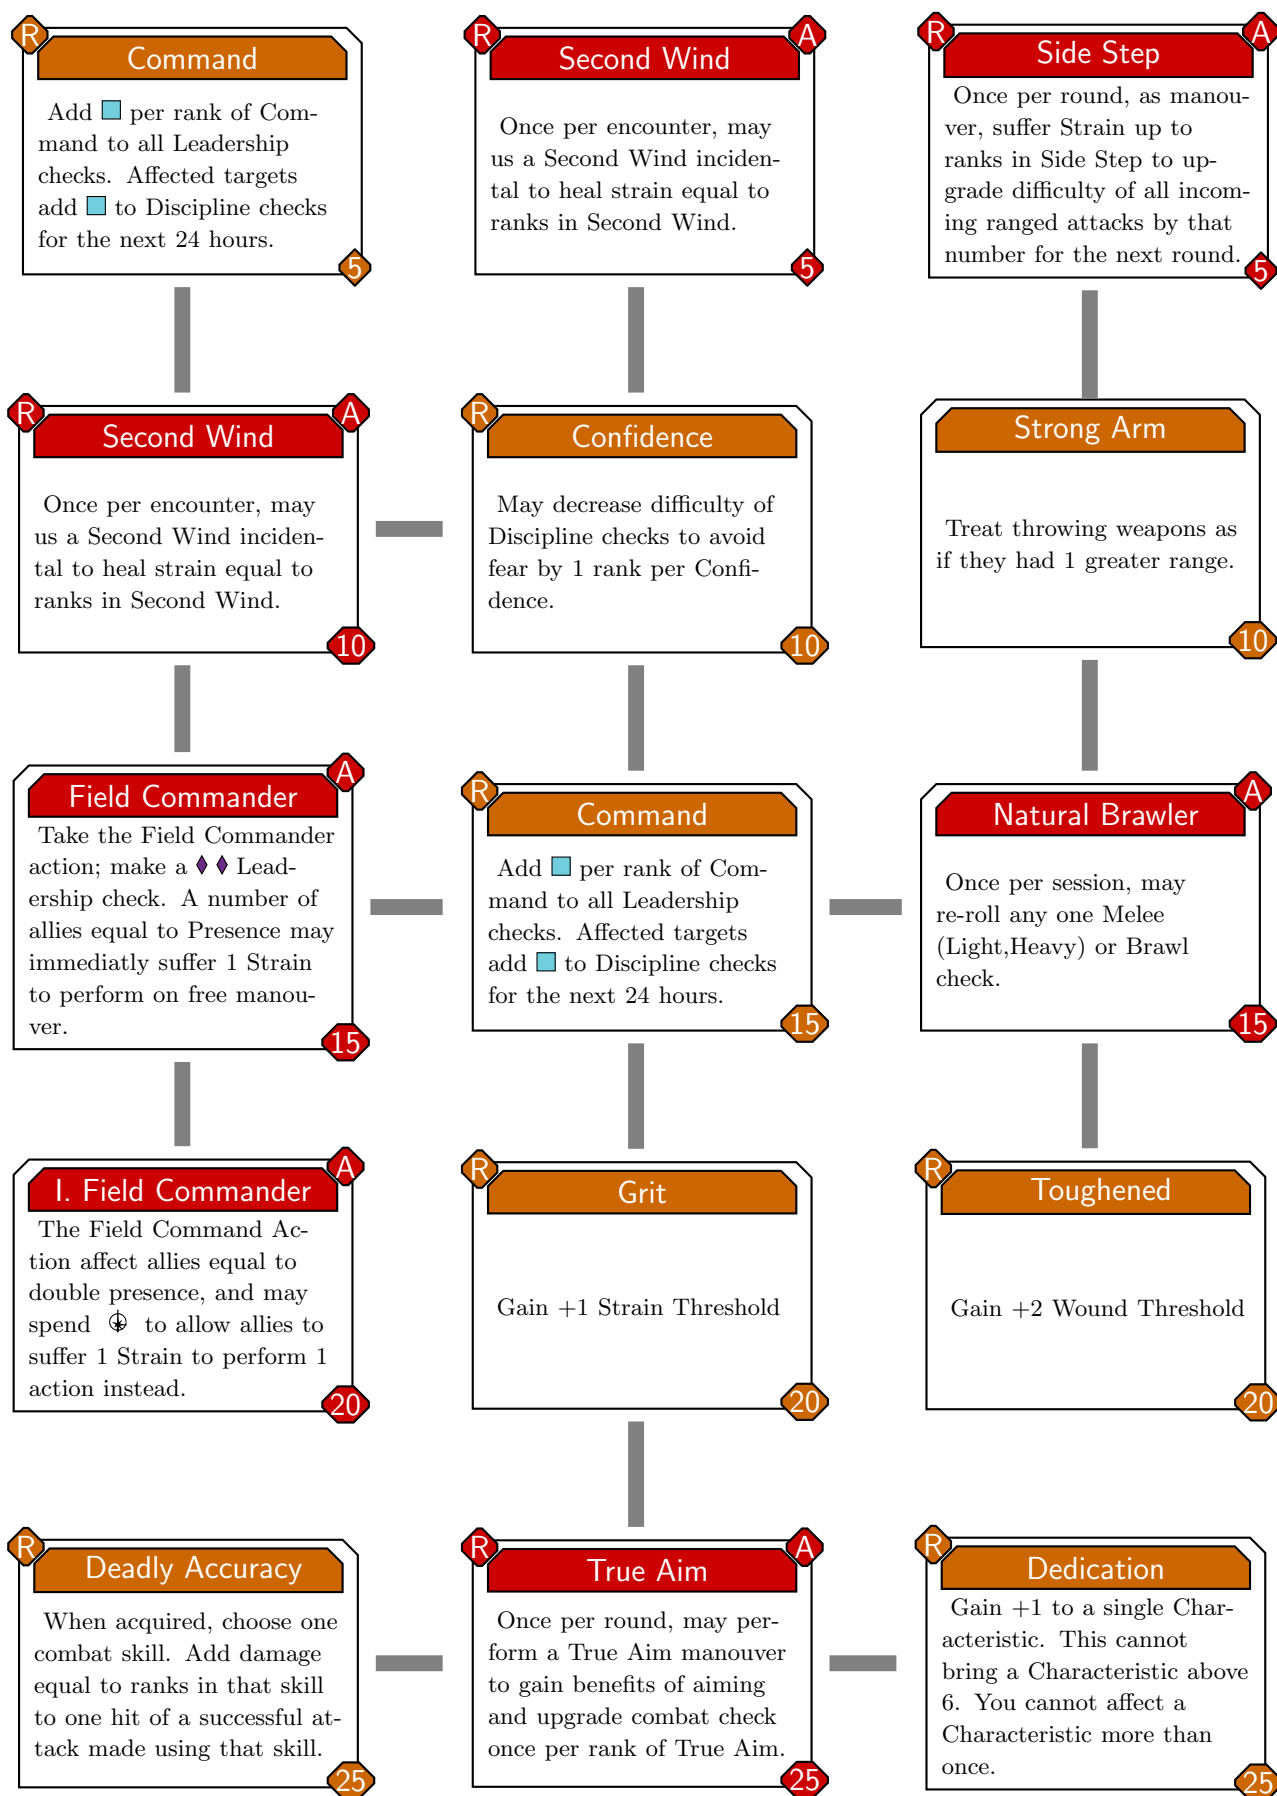 R
Command
Add per rank of Com-
mand to all Leadership
checks. Affected targets
add to Discipline checks
for the next 24 hours.
5
R
A
Second Wind
Once per encounter, may
us a Second Wind inciden-
tal to heal strain equal to
ranks in Second Wind.
5
R
A
Side Step
Once per round, as manou-
ver, suffer Strain up to
ranks in Side Step to up-
grade difficulty of all incom-
ing ranged attacks by that
number for the next round.
5
R
A
Second Wind
Once per encounter, may
us a Second Wind inciden-
tal to heal strain equal to
ranks in Second Wind.
10
R
Confidence
May decrease difficulty of
Discipline checks to avoid
fear by 1 rank per Confi-
dence.
10
Strong Arm
Treat throwing weapons as
if they had 1 greater range.
10
A
Field Commander
Take the Field Commander
action; make a ♦ ♦ Lead-
ership check. A number of
allies equal to Presence may
immediatly suffer 1 Strain
to perform on free manou-
ver.
15
R
Command
Add per rank of Com-
mand to all Leadership
checks. Affected targets
add to Discipline checks
for the next 24 hours.
15
A
Natural Brawler
Once per session, may
re-roll any one Melee
(Light,Heavy) or Brawl
check.
15
A
I. Field Commander
The Field Command Ac-
tion affect allies equal to
double presence, and may
spend to allow allies to
suffer 1 Strain to perform 1
action instead.
20
R
Grit
Gain +1 Strain Threshold
20
R
Toughened
Gain +2 Wound Threshold
20
R
Deadly Accuracy
When acquired, choose one
combat skill. Add damage
equal to ranks in that skill
to one hit of a successful at-
tack made using that skill.
25
R
A
True Aim
Once per round, may per-
form a True Aim manouver
to gain benefits of aiming
and upgrade combat check
once per rank of True Aim.
25
R
Dedication
Gain +1 to a single Char-
acteristic. This cannot
bring a Characteristic above
6. You cannot affect a
Characteristic more than
once.
25